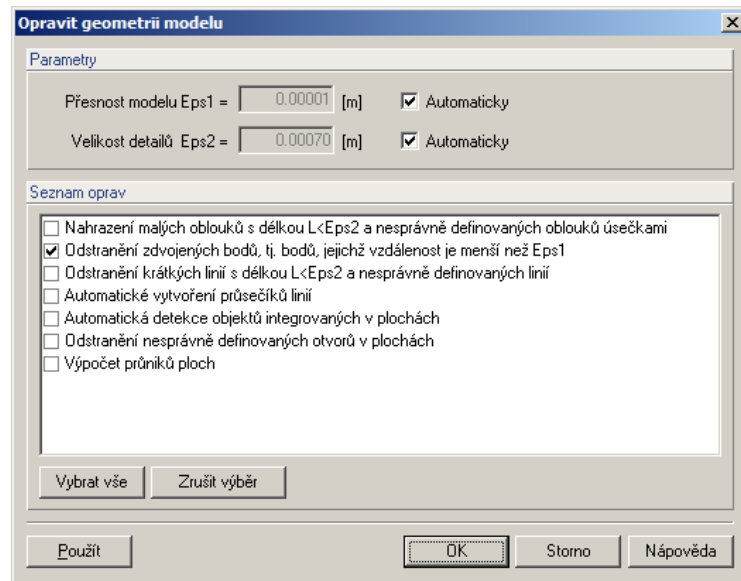 Opravit geometrii modelu
Parametry
Přesnost modelu Eps1 = 0.00001 [m] Automaticky
Velikost detailů Eps2 = 0.00070 [m] Automaticky
Seznam oprav
Nahrazení malých oblouků s délkou L<Eps2 a nesprávně definovaných oblouků úsečkami
Odstranění zdvojených bodů, tj. bodů, jejichž vzdálenost je menší než Eps1
Odstranění krátkých linií s délkou L<Eps2 a nesprávně definovaných linií
Automatické vytvoření průsečíků linií
Automatická detekce objektů integrovaných v plochách
Odstranění nesprávně definovaných otvorů v plochách
Výpočet průniků ploch
Vybrat vše Zrušit výběr
Použít OK Storno Nápověda